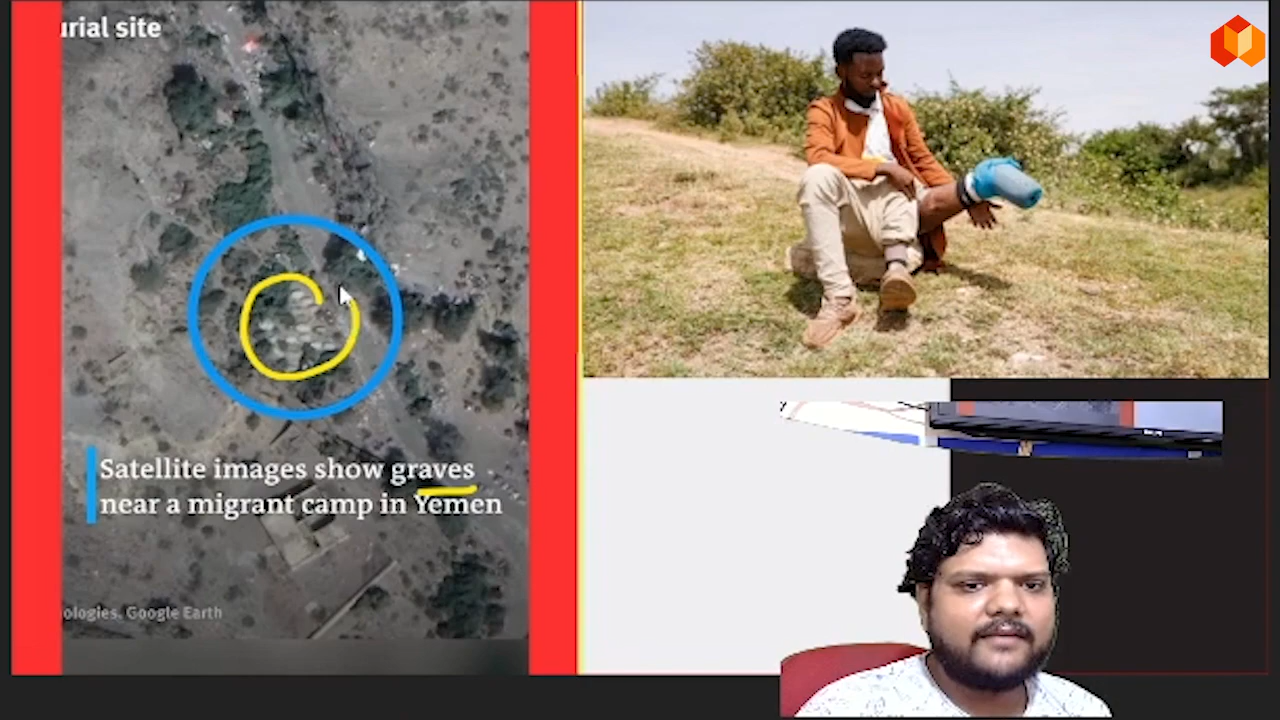 urial site
Satellite images show graves
near a migrant camp in Yemen
ologies. Google Earth